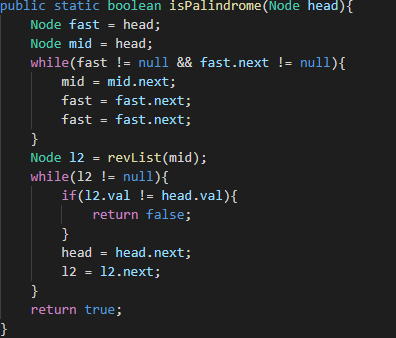 public static boolean isPalindrome(Node head){
    Node fast = head;
    Node mid = head;
    while(fast != null && fast.next != null){
        mid = mid.next;
        fast = fast.next;
        fast = fast.next;
    }
    Node l2 = revList(mid);
    while(l2 != null){
        if(l2.val != head.val){
            return false;
        }
        head = head.next;
        l2 = l2.next;
    }
    return true;
}